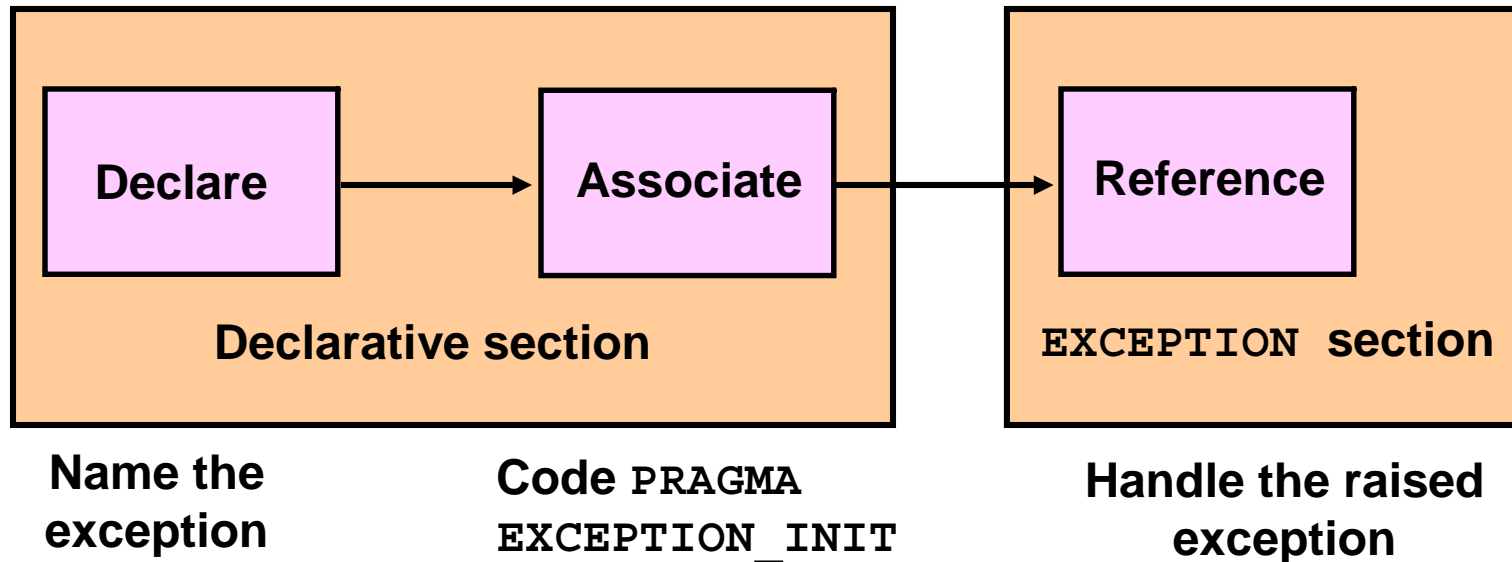 Declare
Associate
Reference
Declarative section
EXCEPTION section
Name the
exception
Code PRAGMA
EXCEPTION_INIT
Handle the raised
exception